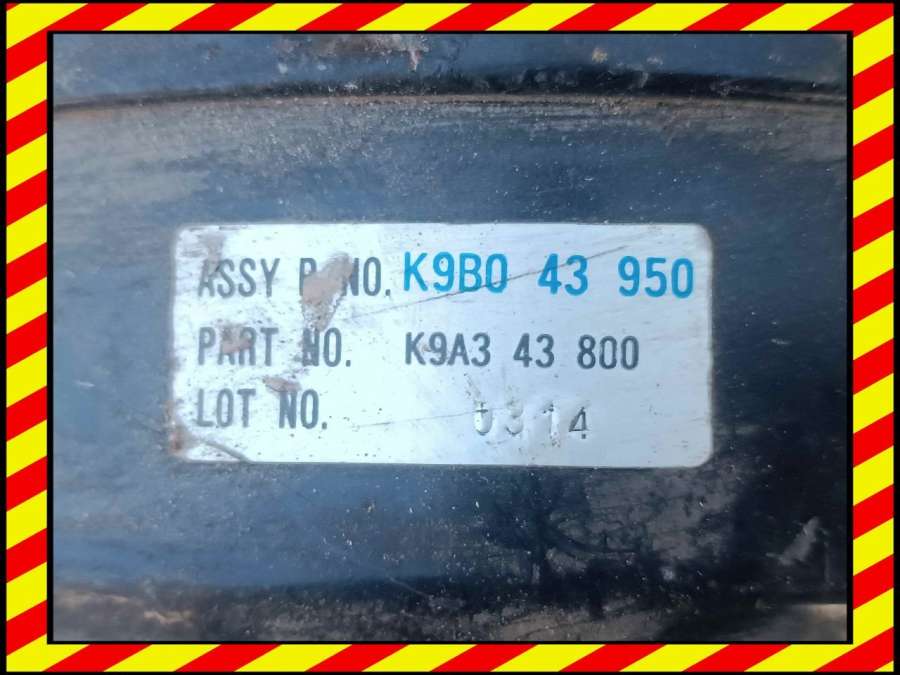 ASSY P. NO. K9B0 43 950
PART NO. K9A3 43 800
LOT NO. 0314